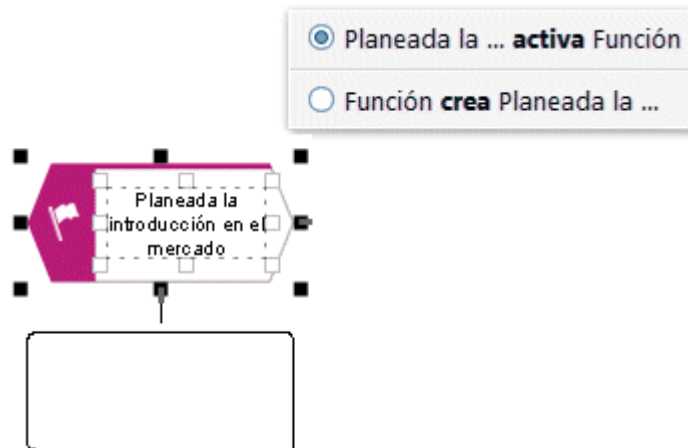 Planeada la ... activa Función
Función crea Planeada la ...
Planeada la
introducción en el
mercado